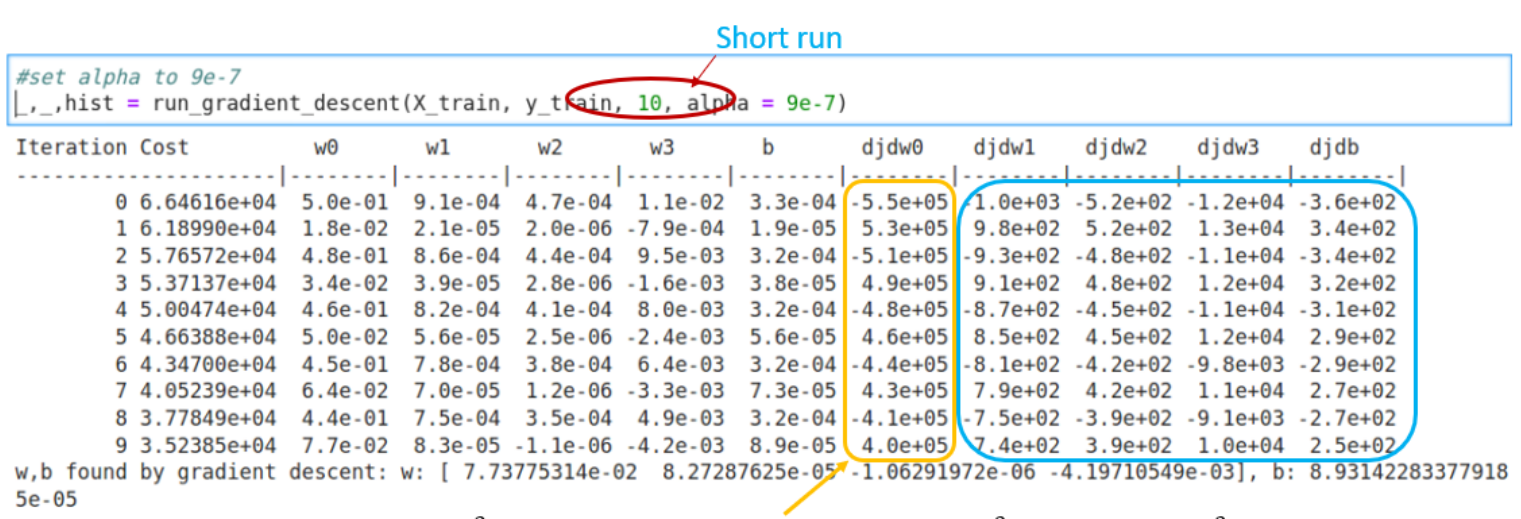 Short run
#set alpha to 9e-7
_,_,hist = run_gradient_descent(X_train, y_train, 10, alpha = 9e-7)
Iteration Cost w0 w1 w2 w3 b djdw0 djdw1 djdw2 djdw3 djdb
---------------------|--------|--------|--------|--------|--------|--------|--------|--------|--------|--------|
0 6.64616e+04 5.0e-01 9.1e-04 4.7e-04 1.1e-02 3.3e-04 -5.5e+05 -1.0e+03 -5.2e+02 -1.2e+04 -3.6e+02
1 6.18990e+04 1.8e-02 2.1e-05 2.0e-06 -7.9e-04 1.9e-05 5.3e+05 9.8e+02 5.2e+02 1.3e+04 3.4e+02
2 5.76572e+04 4.8e-01 8.6e-04 4.4e-04 9.5e-03 3.2e-04 -5.1e+05 -9.3e+02 -4.8e+02 -1.1e+04 -3.4e+02
3 5.37137e+04 3.4e-02 3.9e-05 2.8e-06 -1.6e-03 3.8e-05 4.9e+05 9.1e+02 4.8e+02 1.2e+04 3.2e+02
4 5.00474e+04 4.6e-01 8.2e-04 4.1e-04 8.0e-03 3.2e-04 -4.8e+05 -8.7e+02 -4.5e+02 -1.1e+04 -3.1e+02
5 4.66388e+04 5.0e-02 5.6e-05 2.5e-06 -2.4e-03 5.6e-05 4.6e+05 8.5e+02 4.5e+02 1.2e+04 2.9e+02
6 4.34700e+04 4.5e-01 7.8e-04 3.8e-04 6.4e-03 3.2e-04 -4.4e+05 -8.1e+02 -4.2e+02 -9.8e+03 -2.9e+02
7 4.05239e+04 6.4e-02 7.0e-05 1.2e-06 -3.3e-03 7.3e-05 4.3e+05 7.9e+02 4.2e+02 1.1e+04 2.7e+02
8 3.77849e+04 4.4e-01 7.5e-04 3.5e-04 4.9e-03 3.2e-04 -4.1e+05 -7.5e+02 -3.9e+02 -9.1e+03 -2.7e+02
9 3.52385e+04 7.7e-02 8.3e-05 -1.1e-06 -4.2e-03 8.9e-05 4.0e+05 7.4e+02 3.9e+02 1.0e+04 2.5e+02
w,b found by gradient descent: w: [ 7.73775314e-02 8.27287625e-05 -1.06291972e-06 -4.19710549e-03], b: 8.93142283377918
5e-05